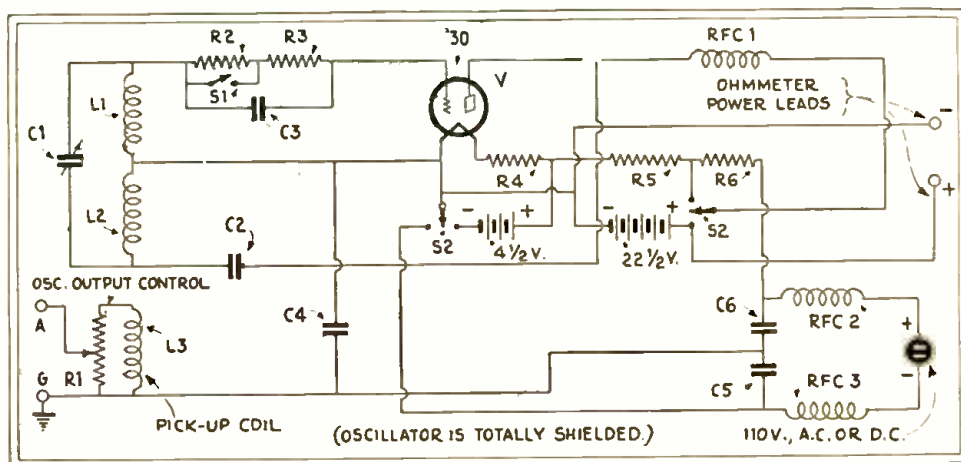 R2
R3
'30
RFC 1
S1
V
OHMMETER
POWER LEADS
-
L1
C3
C1
+
R4
R5
R6
L2
C2
-
+
-
+
S2
S2
4 1/2 V.
22 1/2 V.
OSC. OUTPUT CONTROL
A
C4
C6
RFC 2
+
L3
R1
-
G
C5
RFC 3
PICK-UP COIL
(OSCILLATOR IS TOTALLY SHIELDED.)
110V., A.C. OR D.C.